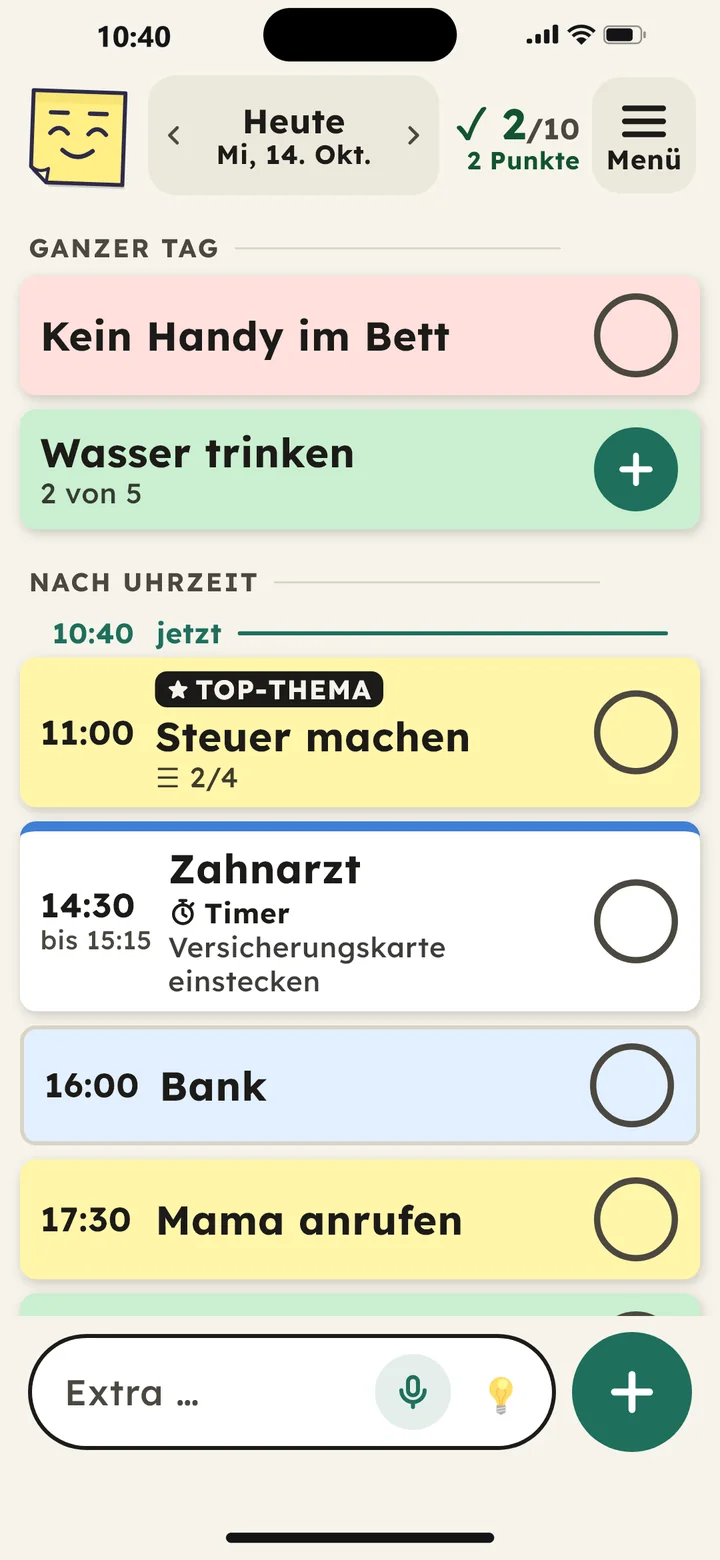 10:40
Heute
Mi, 14. Okt.
✓ 2/10
2 Punkte
Menü
GANZER TAG
Kein Handy im Bett
Wasser trinken
2 von 5
NACH UHRZEIT
10:40 jetzt
★ TOP-THEMA
11:00 Steuer machen
☰ 2/4
Zahnarzt
14:30
Timer
bis 15:15
Versicherungskarte
einstecken
16:00 Bank
17:30 Mama anrufen
Extra ...